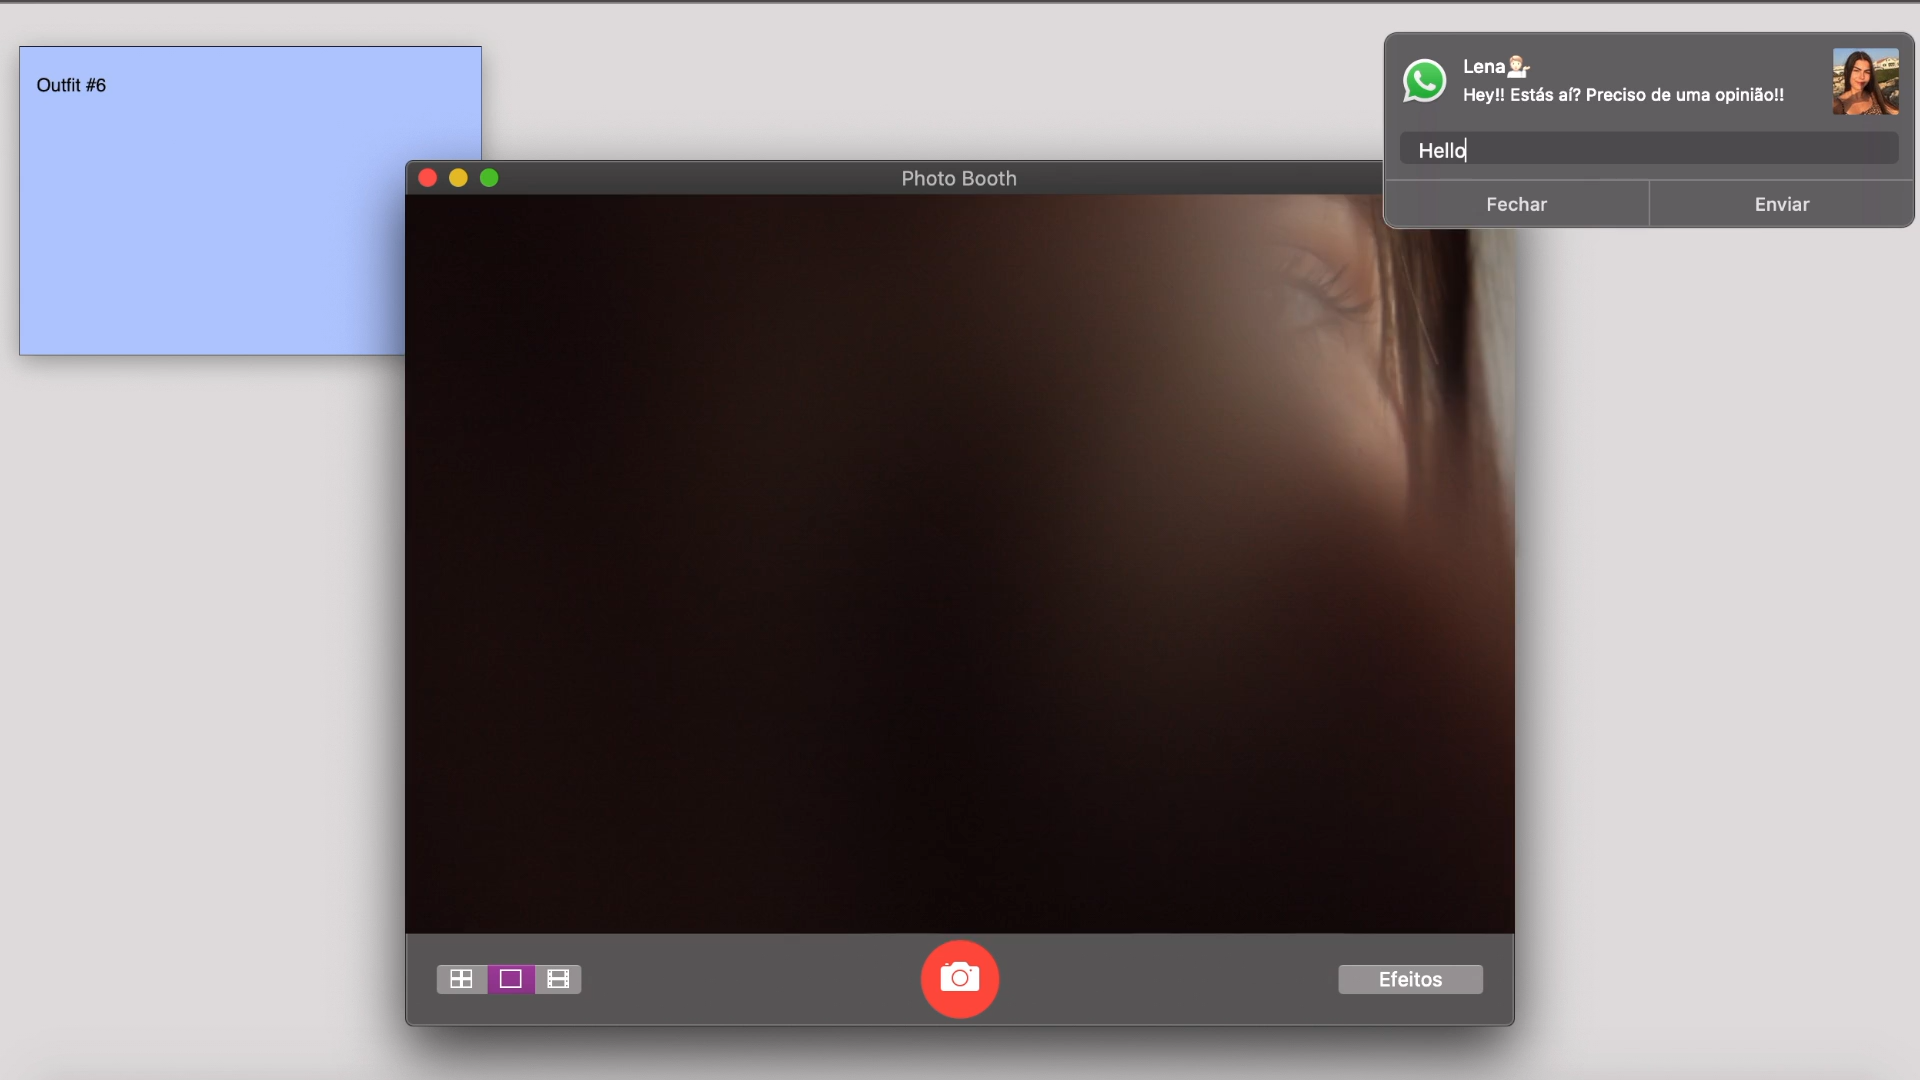 Outfit #6
Lena
Hey!! Estás aí? Preciso de uma opinião!!
Hello
Fechar
Enviar
Photo Booth
Efeitos